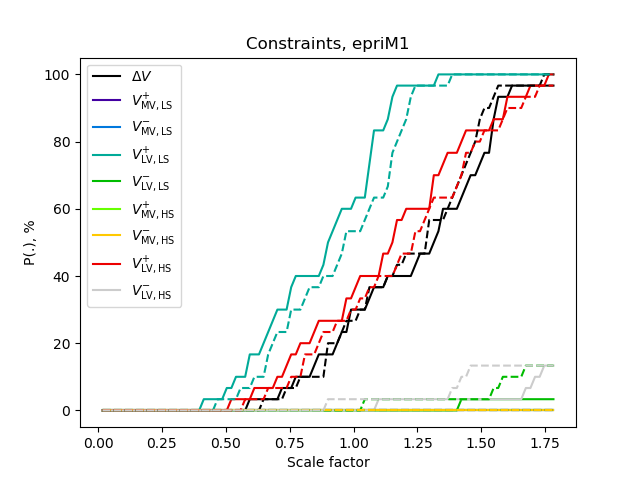 Constraints, epriM1
ΔV
V⁺MV, LS
V⁻MV, LS
V⁺LV, LS
V⁻LV, LS
V⁺MV, HS
V⁻MV, HS
V⁺LV, HS
V⁻LV, HS
P(.), %
100
80
60
40
20
0
0.00 0.25 0.50 0.75 1.00 1.25 1.50 1.75
Scale factor